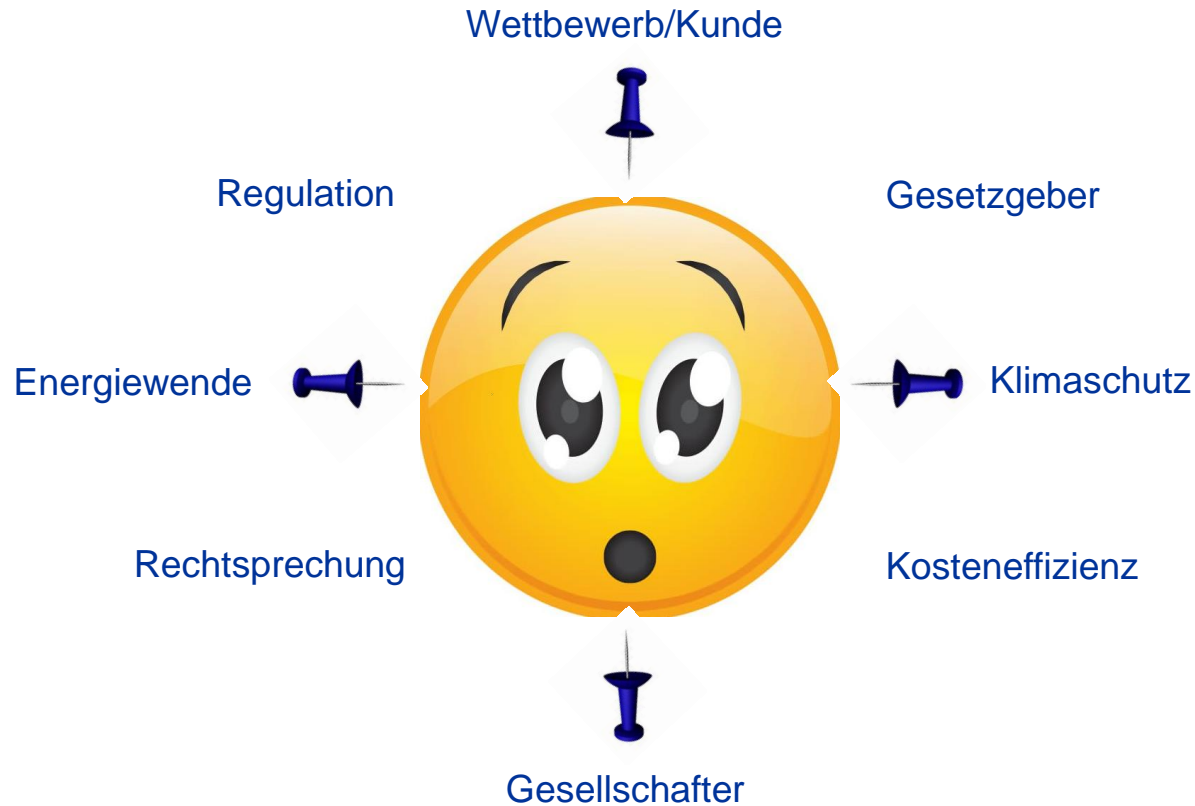 Wettbewerb/Kunde
Regulation
Gesetzgeber
Energiewende
Klimaschutz
Rechtsprechung
Kosteneffizienz
Gesellschafter